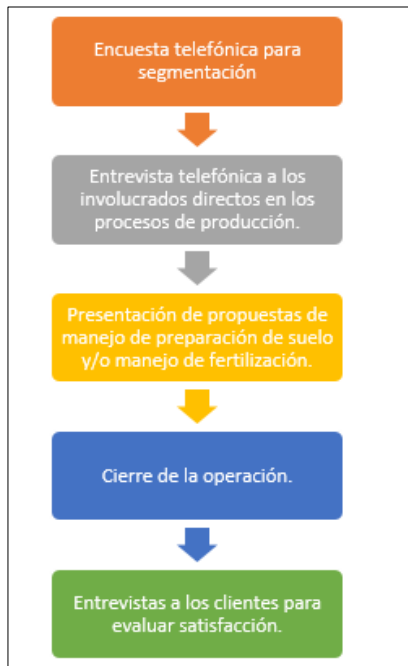 Encuesta telefónica para
segmentación
Entrevista telefónica a los
involucrados directos en los
procesos de producción.
Presentación de propuestas de
manejo de preparación de suelo
y/o manejo de fertilización.
Cierre de la operación.
Entrevistas a los clientes para
evaluar satisfacción.